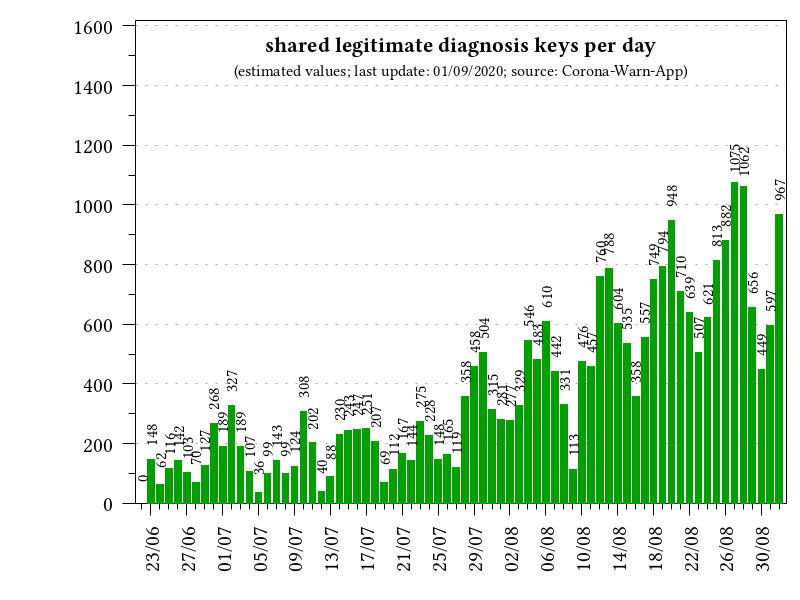 shared legitimate diagnosis keys per day
(estimated values; last update: 01/09/2020; source: Corona-Warn-App)
1600
1400
1200
1000
800
600
400
200
0
0 148 62 116 142 103 70 127 268 189 327 189 107 36 99 143 99 124 308 202 40 88 230 243 247 251 207 69 112 167 144 275 228 148 165 119 358 458 504 315 281 277 329 546 483 610 442 331 113 476 457 760 788 604 535 358 557 749 794 948 710 639 507 621 813 882 1075 1062 656 449 597 967
23/06 27/06 01/07 05/07 09/07 13/07 17/07 21/07 25/07 29/07 02/08 06/08 10/08 14/08 18/08 22/08 26/08 30/08